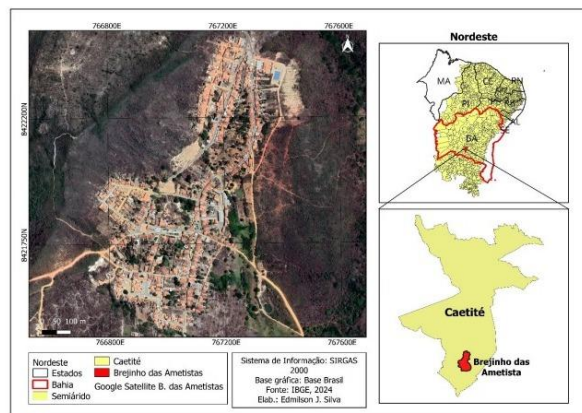 766800E
767200E
767600E
8422200N
8421750N
50 100 m
766800E
767200E
767600E
Nordeste
MA
CE
RN
PI
AL
SE
BA
Caetité
Brejinho das
Ametista
Nordeste
Estados
Bahia
Semiárido
Caetité
Brejinho das Ametistas
Google Satellite B. das Ametistas
Sistema de Informação: SIRGAS
2000
Base gráfica: Base Brasil
Fonte: IBGE, 2024
Elab.: Edmilson J. Silva